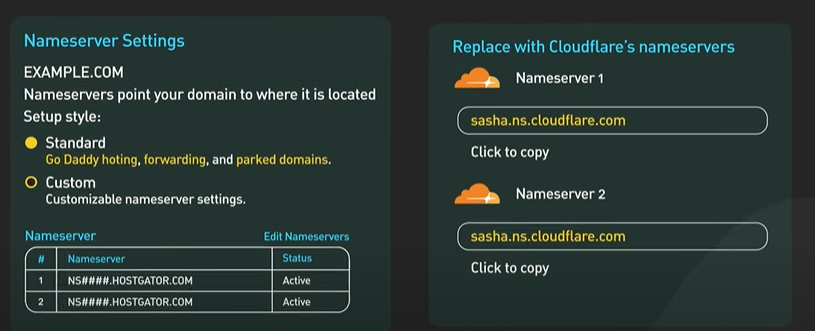 Nameserver Settings
EXAMPLE.COM
Nameservers point your domain to where it is located
Setup style:
Standard
Go Daddy hoting, forwarding, and parked domains.
Custom
Customizable nameserver settings.
Nameserver Edit Nameservers
# Nameserver Status
1 NS####.HOSTGATOR.COM Active
2 NS####.HOSTGATOR.COM Active
Replace with Cloudflare's nameservers
Nameserver 1
sasha.ns.cloudflare.com
Click to copy
Nameserver 2
sasha.ns.cloudflare.com
Click to copy